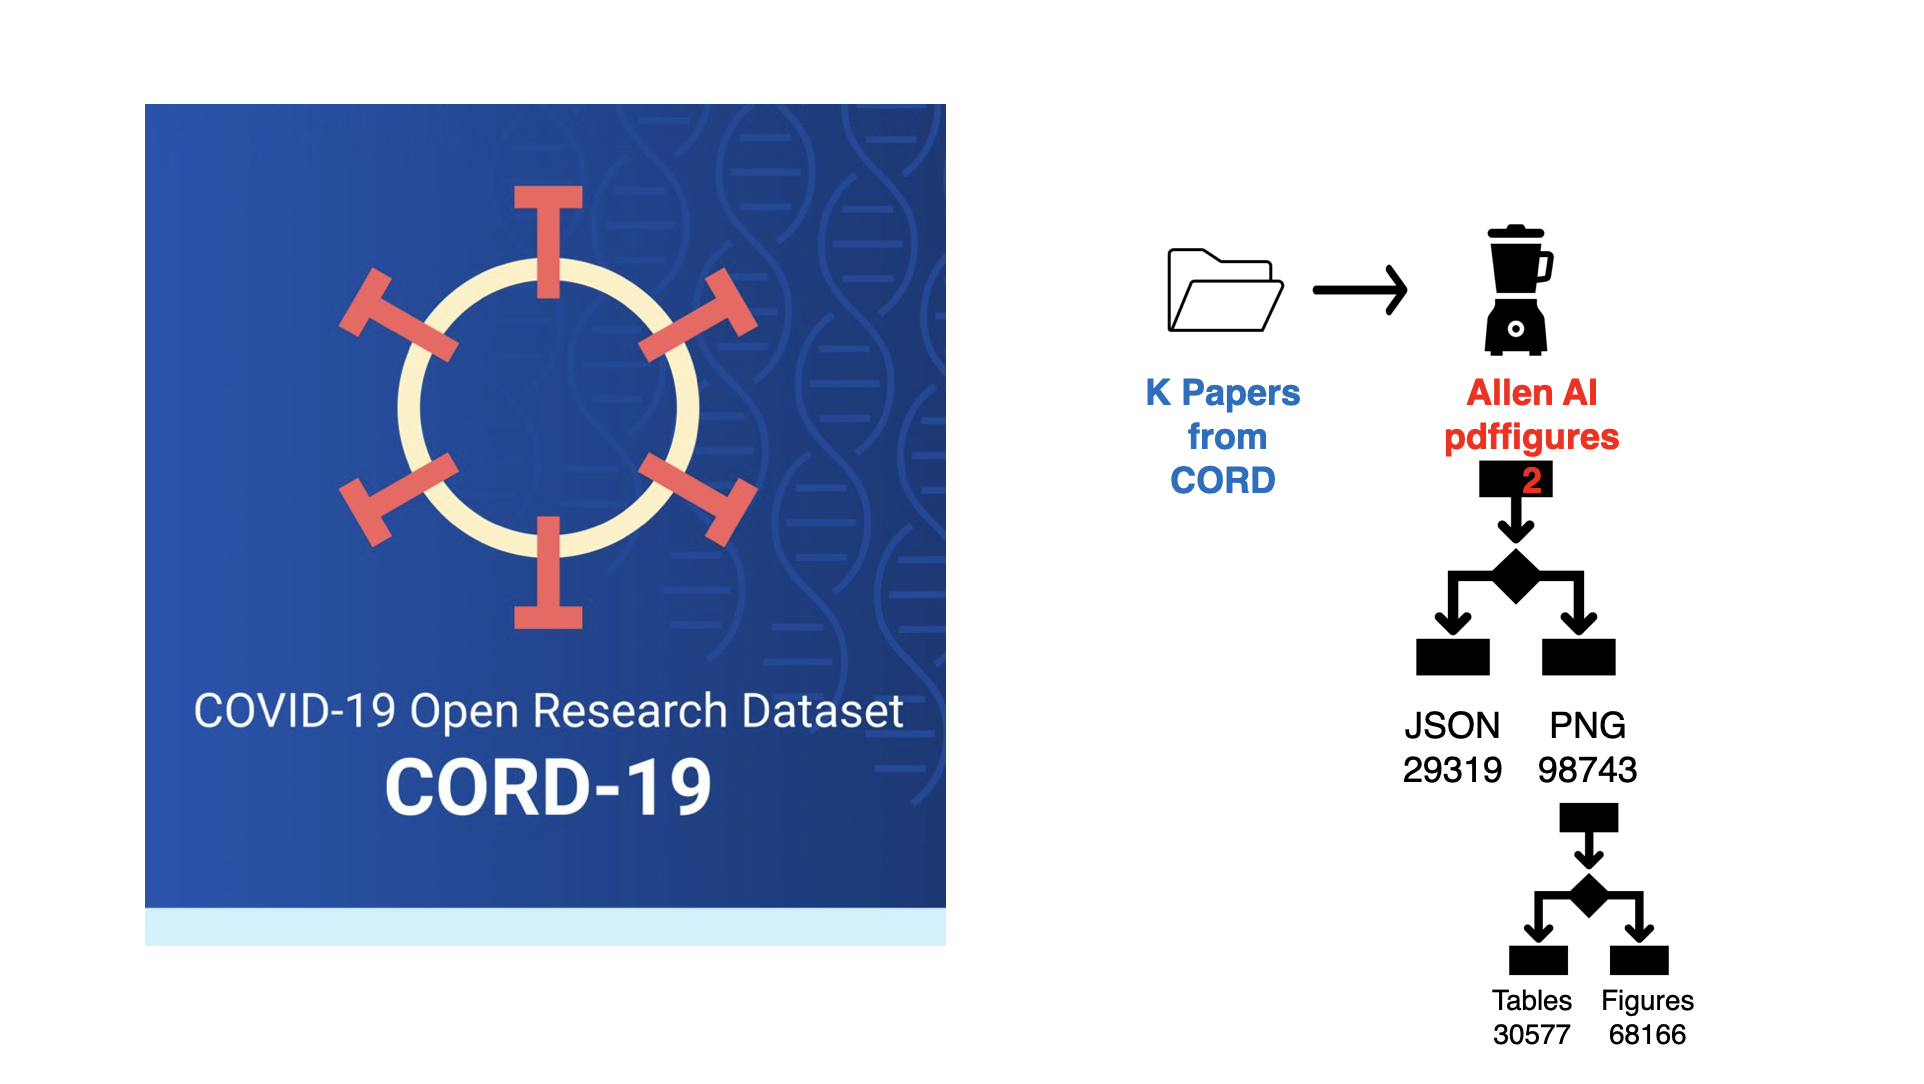 COVID-19 Open Research Dataset
CORD-19
K Papers
from
CORD
Allen AI
pdffigures
2
JSON
29319
PNG
98743
Tables
30577
Figures
68166